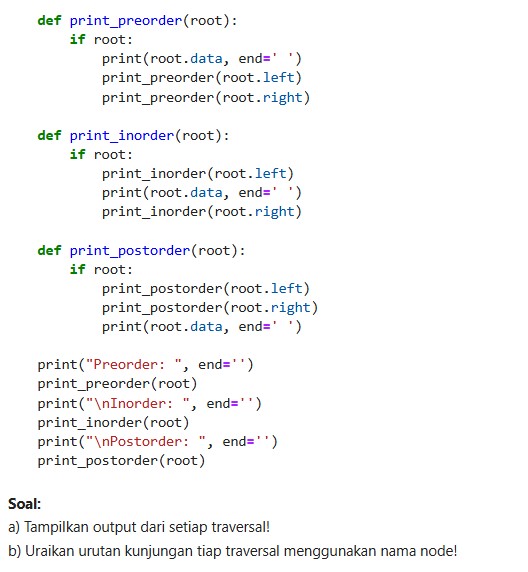 def print_preorder(root):
    if root:
        print(root.data, end=' ')
        print_preorder(root.left)
        print_preorder(root.right)

def print_inorder(root):
    if root:
        print_inorder(root.left)
        print(root.data, end=' ')
        print_inorder(root.right)

def print_postorder(root):
    if root:
        print_postorder(root.left)
        print_postorder(root.right)
        print(root.data, end=' ')

print("Preorder: ", end='')
print_preorder(root)
print("\nInorder: ", end='')
print_inorder(root)
print("\nPostorder: ", end='')
print_postorder(root)

Soal:
a) Tampilkan output dari setiap traversal!
b) Uraikan urutan kunjungan tiap traversal menggunakan nama node!